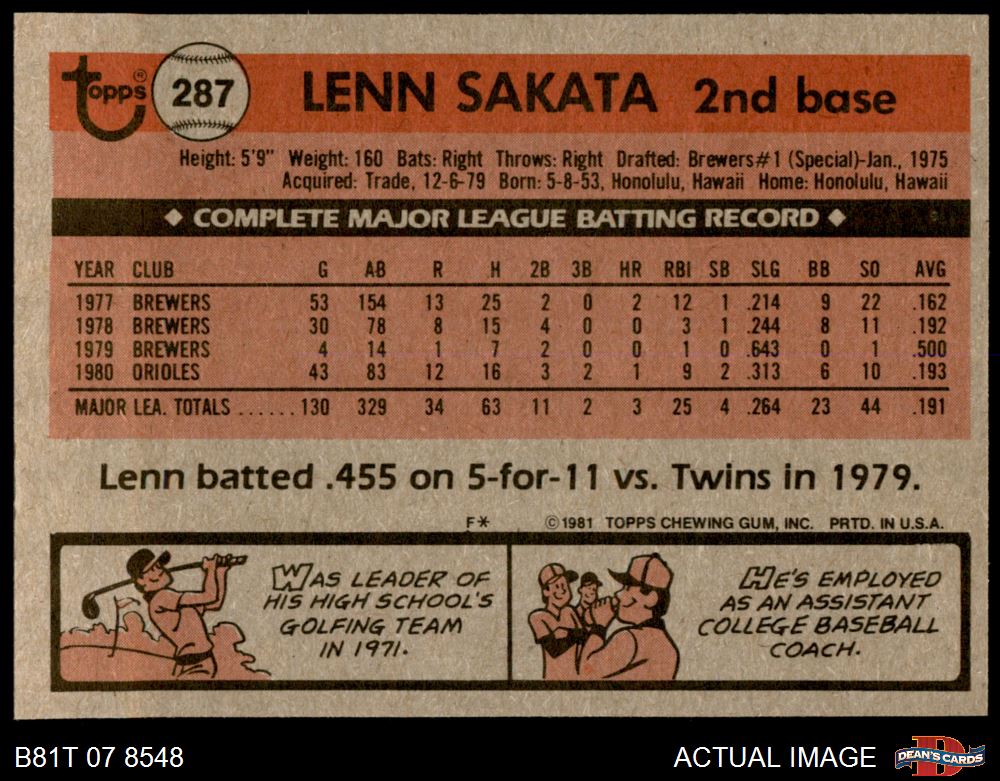 topps® 287 LENN SAKATA 2nd base
Height: 5'9" Weight: 160 Bats: Right Throws: Right Drafted: Brewers #1 (Special)-Jan., 1975
Acquired: Trade, 12-6-79 Born: 5-8-53, Honolulu, Hawaii Home: Honolulu, Hawaii
◆ COMPLETE MAJOR LEAGUE BATTING RECORD ◆
YEAR CLUB G AB R H 2B 3B HR RBI SB SLG BB SO AVG
1977 BREWERS 53 154 13 25 2 0 2 12 1 .214 9 22 .162
1978 BREWERS 30 78 8 15 4 0 0 3 1 .244 8 11 .192
1979 BREWERS 4 14 1 7 2 0 0 1 0 .643 0 1 .500
1980 ORIOLES 43 83 12 16 3 2 1 9 2 .313 6 10 .193
MAJOR LEA. TOTALS ...... 130 329 34 63 11 2 3 25 4 .264 23 44 .191
Lenn batted .455 on 5-for-11 vs. Twins in 1979.
F* © 1981 TOPPS CHEWING GUM, INC. PRTD. IN U.S.A.
WAS LEADER OF
HIS HIGH SCHOOL'S
GOLFING TEAM
IN 1971.
HE'S EMPLOYED
AS AN ASSISTANT
COLLEGE BASEBALL
COACH.
B81T 07 8548 ACTUAL IMAGE D DEAN'S CARDS